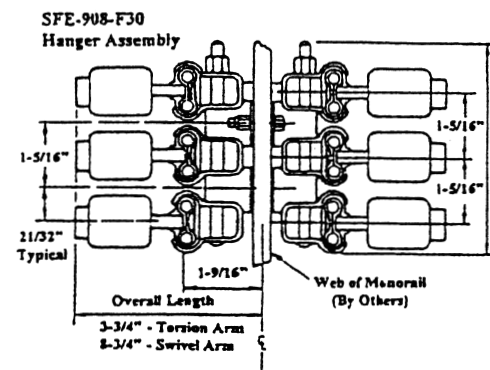 SFE-908-F30
Hanger Assembly
1-5/16"
1-5/16"
1-5/16"
21/32"
Typical
1-9/16"
Web of Monorail
(By Others)
Overall Length
3-3/4" - Torsion Arm
8-3/4" - Swivel Arm
℄